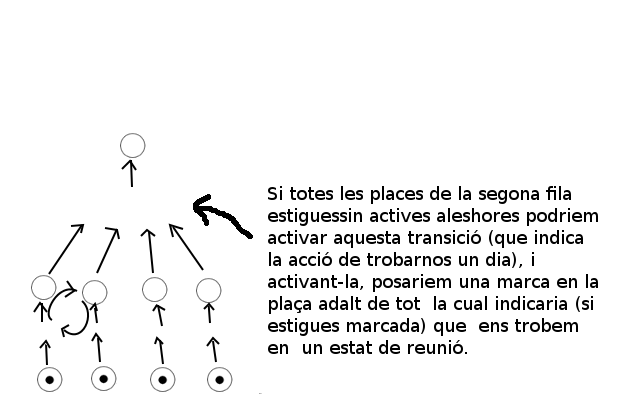 Si totes les places de la segona fila
estiguessin actives aleshores podriem
activar aquesta transició (que indica
la acció de trobarnos un dia), i
activant-la, posariem una marca en la
plaça adalt de tot  la cual indicaria (si
estigues marcada) que  ens trobem
en  un estat de reunió.